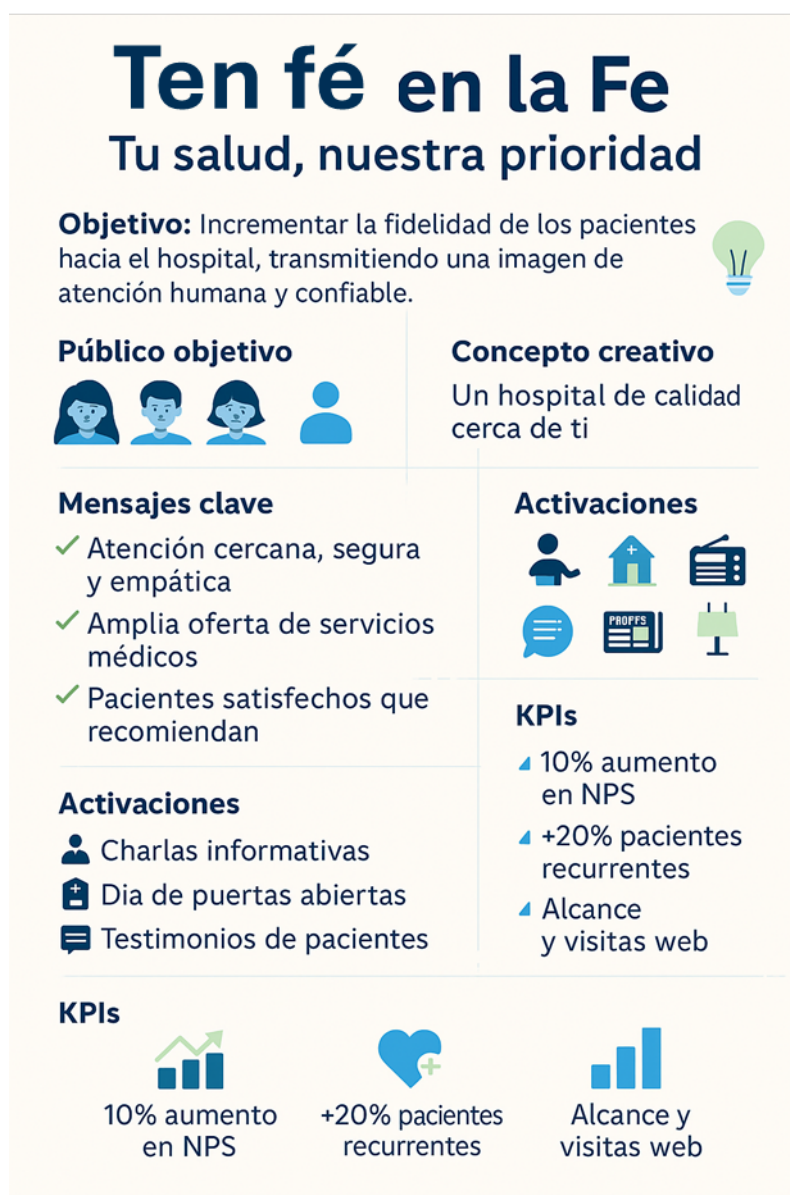 Ten fé en la Fe
Tu salud, nuestra prioridad
Objetivo: Incrementar la fidelidad de los pacientes
hacia el hospital, transmitiendo una imagen de
atención humana y confiable.
Público objetivo
Concepto creativo
Un hospital de calidad
cerca de ti
Mensajes clave
Atención cercana, segura
y empática
Amplia oferta de servicios
médicos
Pacientes satisfechos que
recomiendan
Activaciones
PROFFS
KPIs
10% aumento
en NPS
+20% pacientes
recurrentes
Alcance
y visitas web
Activaciones
Charlas informativas
Dia de puertas abiertas
Testimonios de pacientes
KPIs
10% aumento
en NPS
+20% pacientes
recurrentes
Alcance y
visitas web